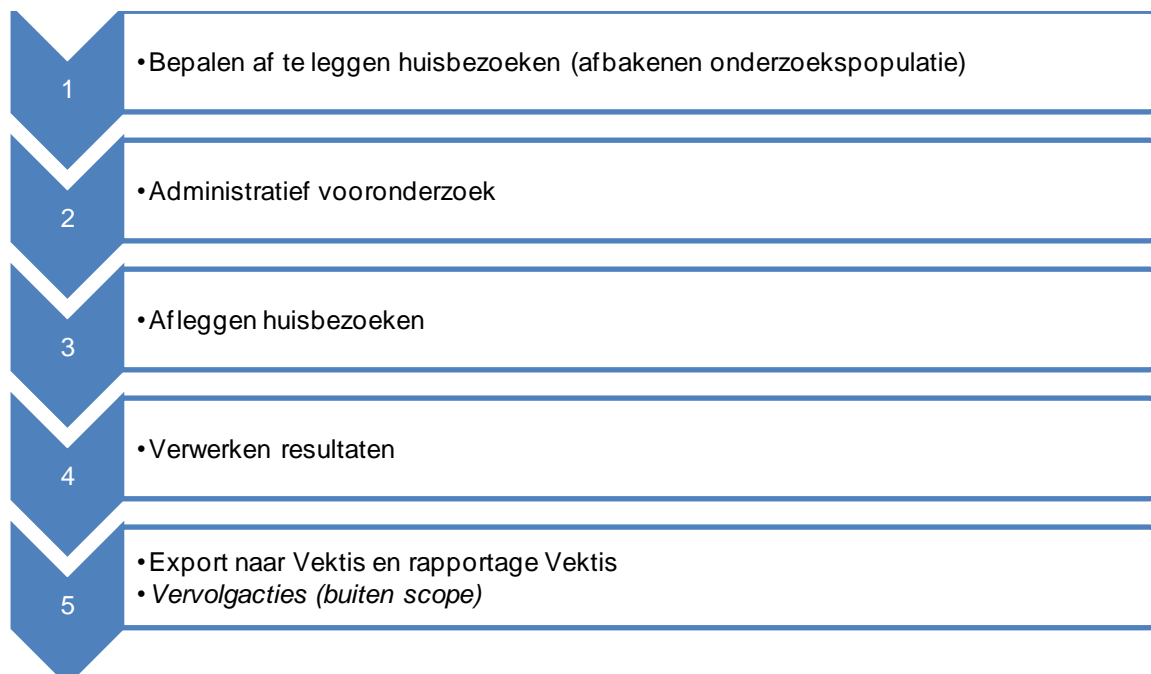 1
•Bepalen af te leggen huisbezoeken (afbakenen onderzoekspopulatie)
2
•Administratief vooronderzoek
3
•Afleggen huisbezoeken
4
•Verwerken resultaten
5
•Export naar Vektis en rapportage Vektis
•Vervolgacties (buiten scope)